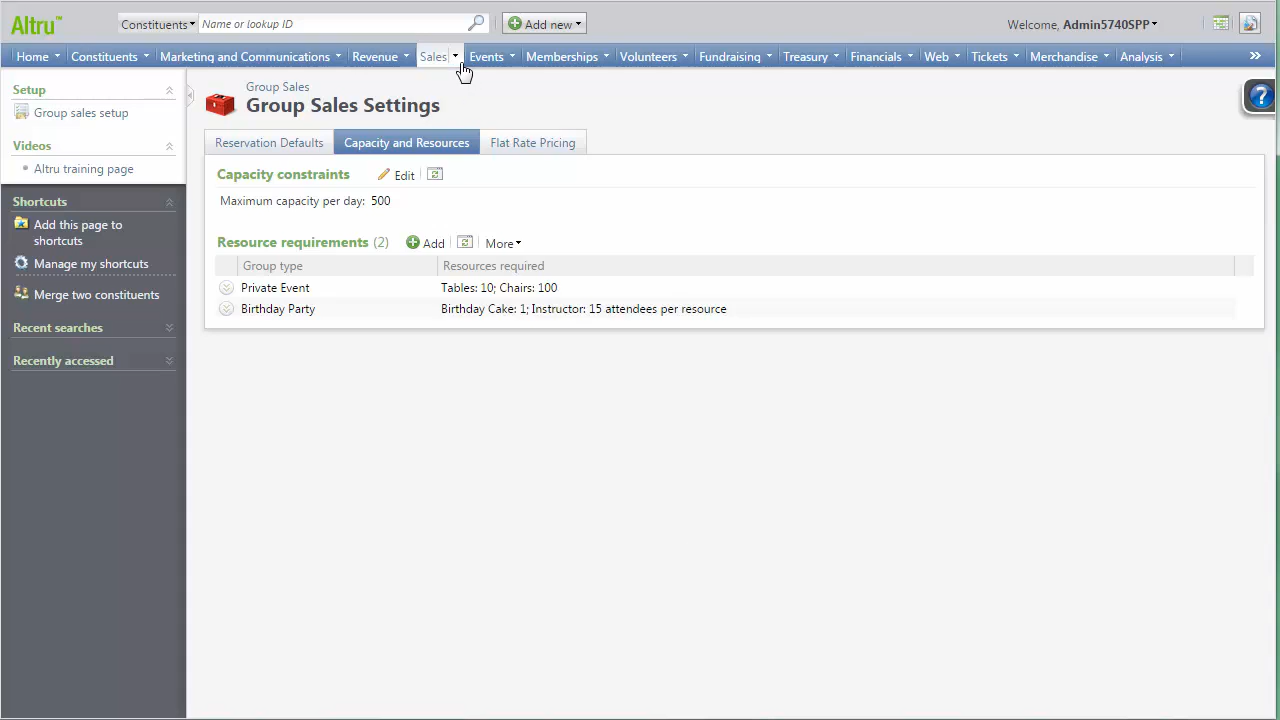 Altru™ Constituents Name or lookup ID Add new Welcome, Admin5740SPP
Home Constituents Marketing and Communications Revenue Sales Events Memberships Volunteers Fundraising Treasury Financials Web Tickets Merchandise Analysis »
Setup
Group sales setup
Videos
Altru training page
Shortcuts
Add this page to
shortcuts
Manage my shortcuts
Merge two constituents
Recent searches
Recently accessed
Group Sales
Group Sales Settings
?
Reservation Defaults Capacity and Resources Flat Rate Pricing
Capacity constraints Edit
Maximum capacity per day: 500
Resource requirements (2) Add More
Group type Resources required
Private Event Tables: 10; Chairs: 100
Birthday Party Birthday Cake: 1; Instructor: 15 attendees per resource